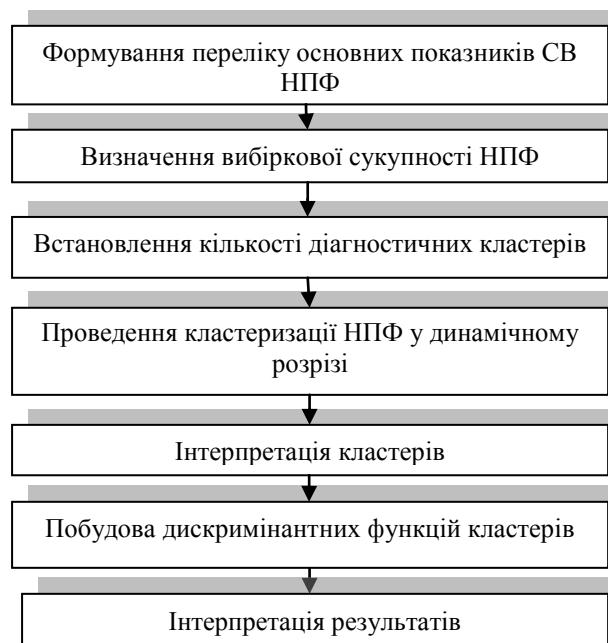 Формування переліку основних показників СВ
НПФ
Визначення вибіркової сукупності НПФ
Встановлення кількості діагностичних кластерів
Проведення кластеризації НПФ у динамічному
розрізі
Інтерпретація кластерів
Побудова дискримінантних функцій кластерів
Інтерпретація результатів